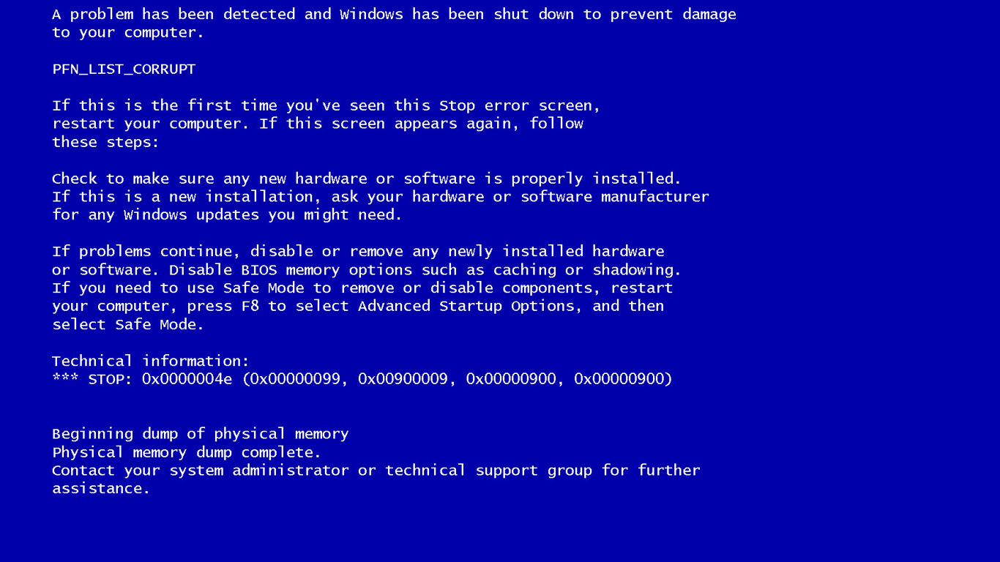 A problem has been detected and Windows has been shut down to prevent damage
to your computer.
PFN_LIST_CORRUPT
If this is the first time you've seen this Stop error screen,
restart your computer. If this screen appears again, follow
these steps:
Check to make sure any new hardware or software is properly installed.
If this is a new installation, ask your hardware or software manufacturer
for any Windows updates you might need.
If problems continue, disable or remove any newly installed hardware
or software. Disable BIOS memory options such as caching or shadowing.
If you need to use Safe Mode to remove or disable components, restart
your computer, press F8 to select Advanced Startup Options, and then
select Safe Mode.
Technical information:
*** STOP: 0x0000004e (0x00000099, 0x00900009, 0x00000900, 0x00000900)
Beginning dump of physical memory
Physical memory dump complete.
Contact your system administrator or technical support group for further
assistance.